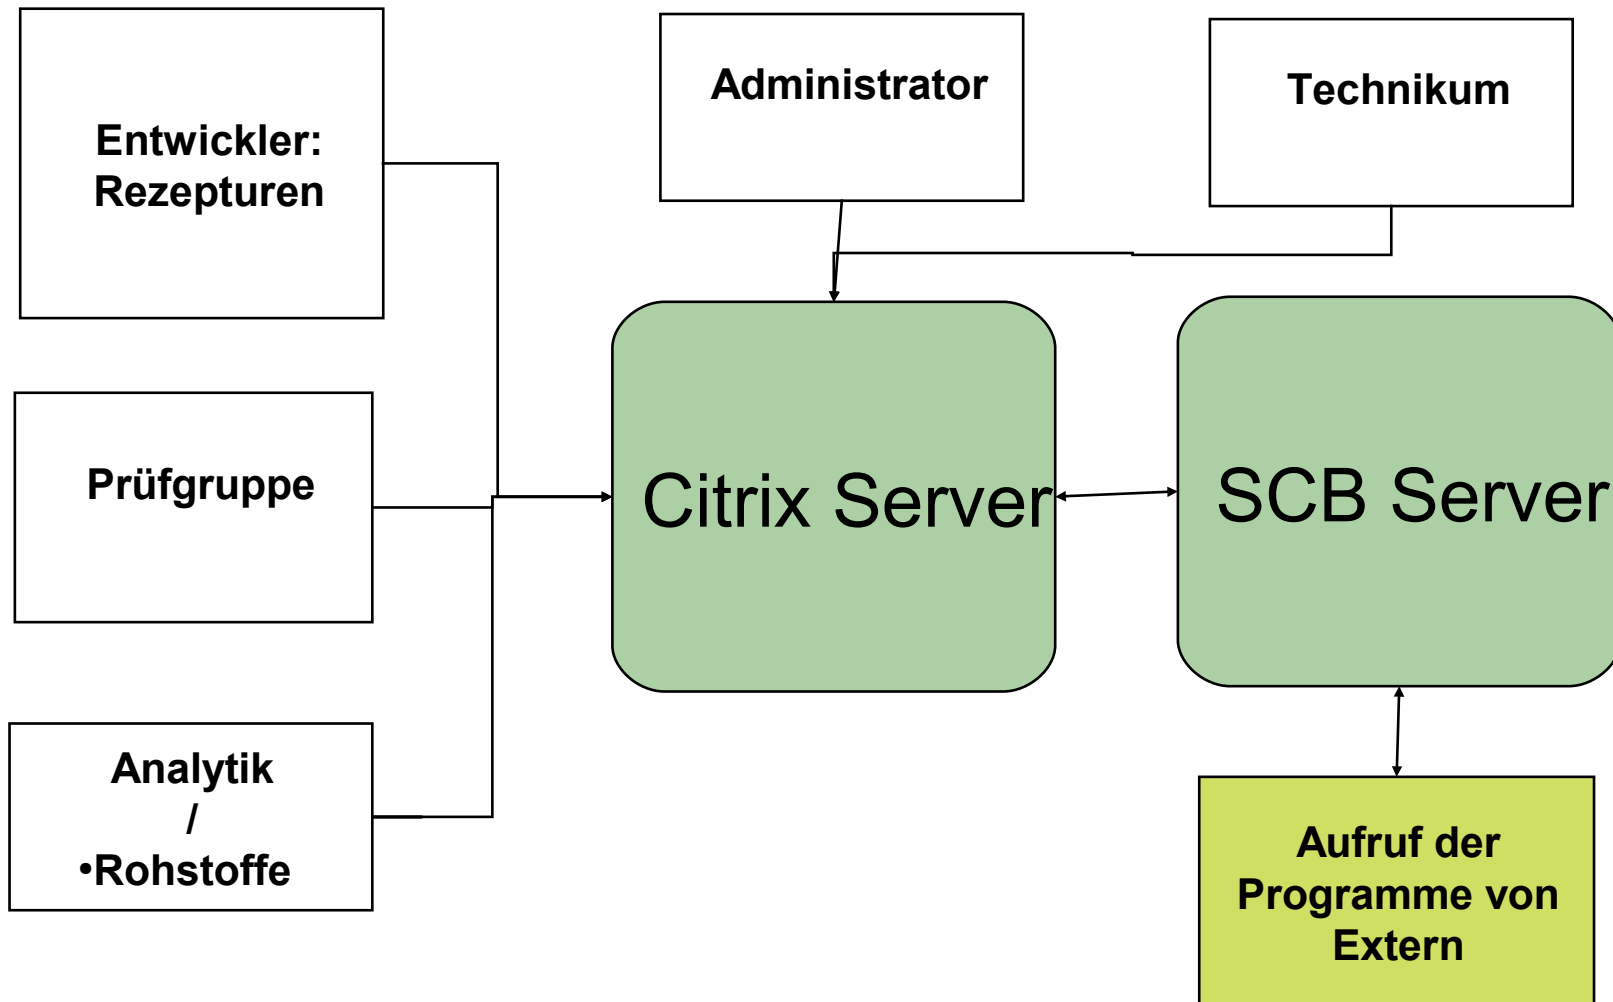 Entwickler:
Rezepturen
Administrator
Technikum
Prüfgruppe
Citrix Server
SCB Server
Analytik
/
•Rohstoffe
Aufruf der
Programme von
Extern